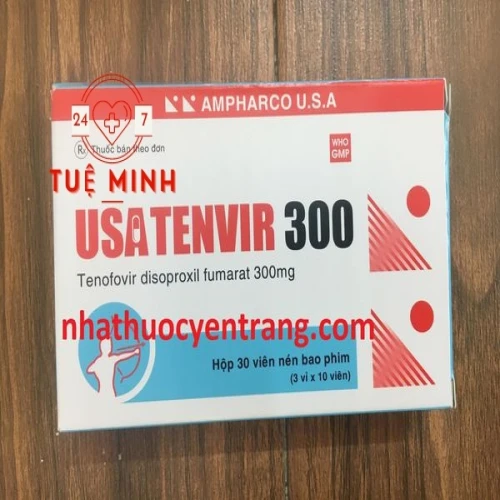 AMPHARCO U.S.A
24 7
Rx Thuốc bán theo đơn
WHO
GMP
TUỆ MINH
USATENVIR 300
Tenofovir disoproxil fumarat 300mg
nhathuocyentrang.com
Hộp 30 viên nén bao phim
(3 vỉ x 10 viên)